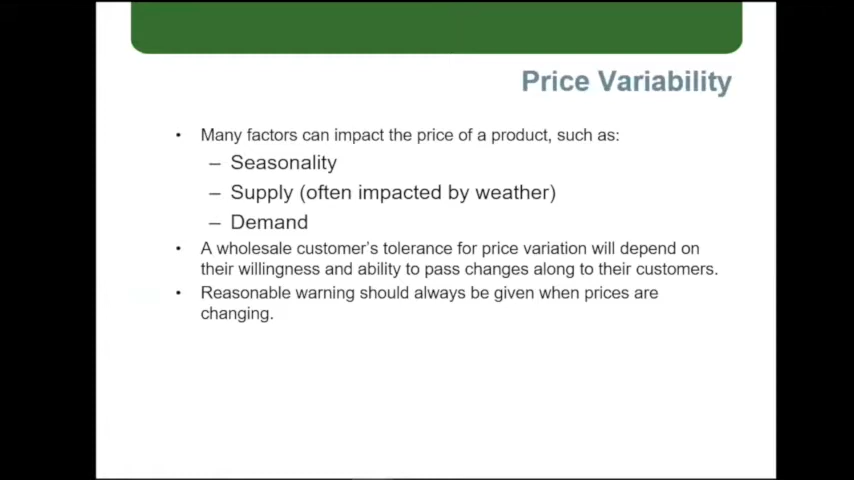 Price Variability
• Many factors can impact the price of a product, such as:
– Seasonality
– Supply (often impacted by weather)
– Demand
• A wholesale customer's tolerance for price variation will depend on
their willingness and ability to pass changes along to their customers.
• Reasonable warning should always be given when prices are
changing.